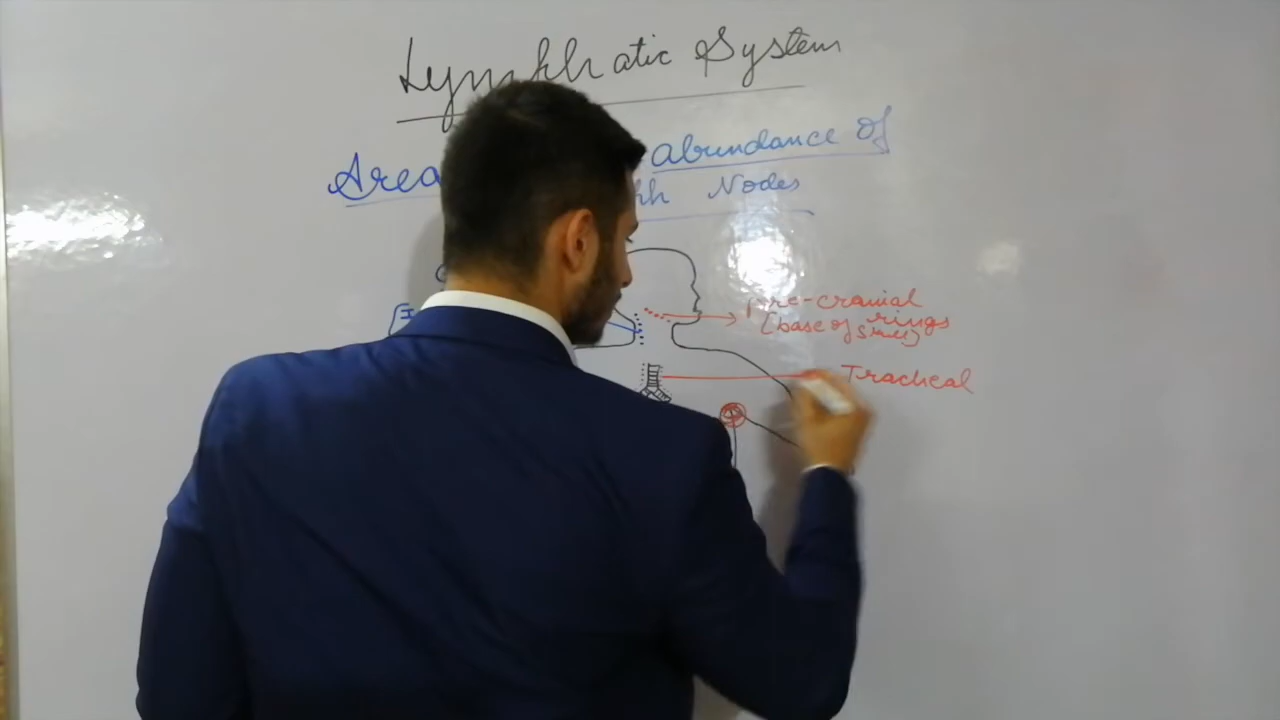 Lymphatic System
Area abundance of
Nodes
Pre-cranial
rings
(base of skull)
Tracheal